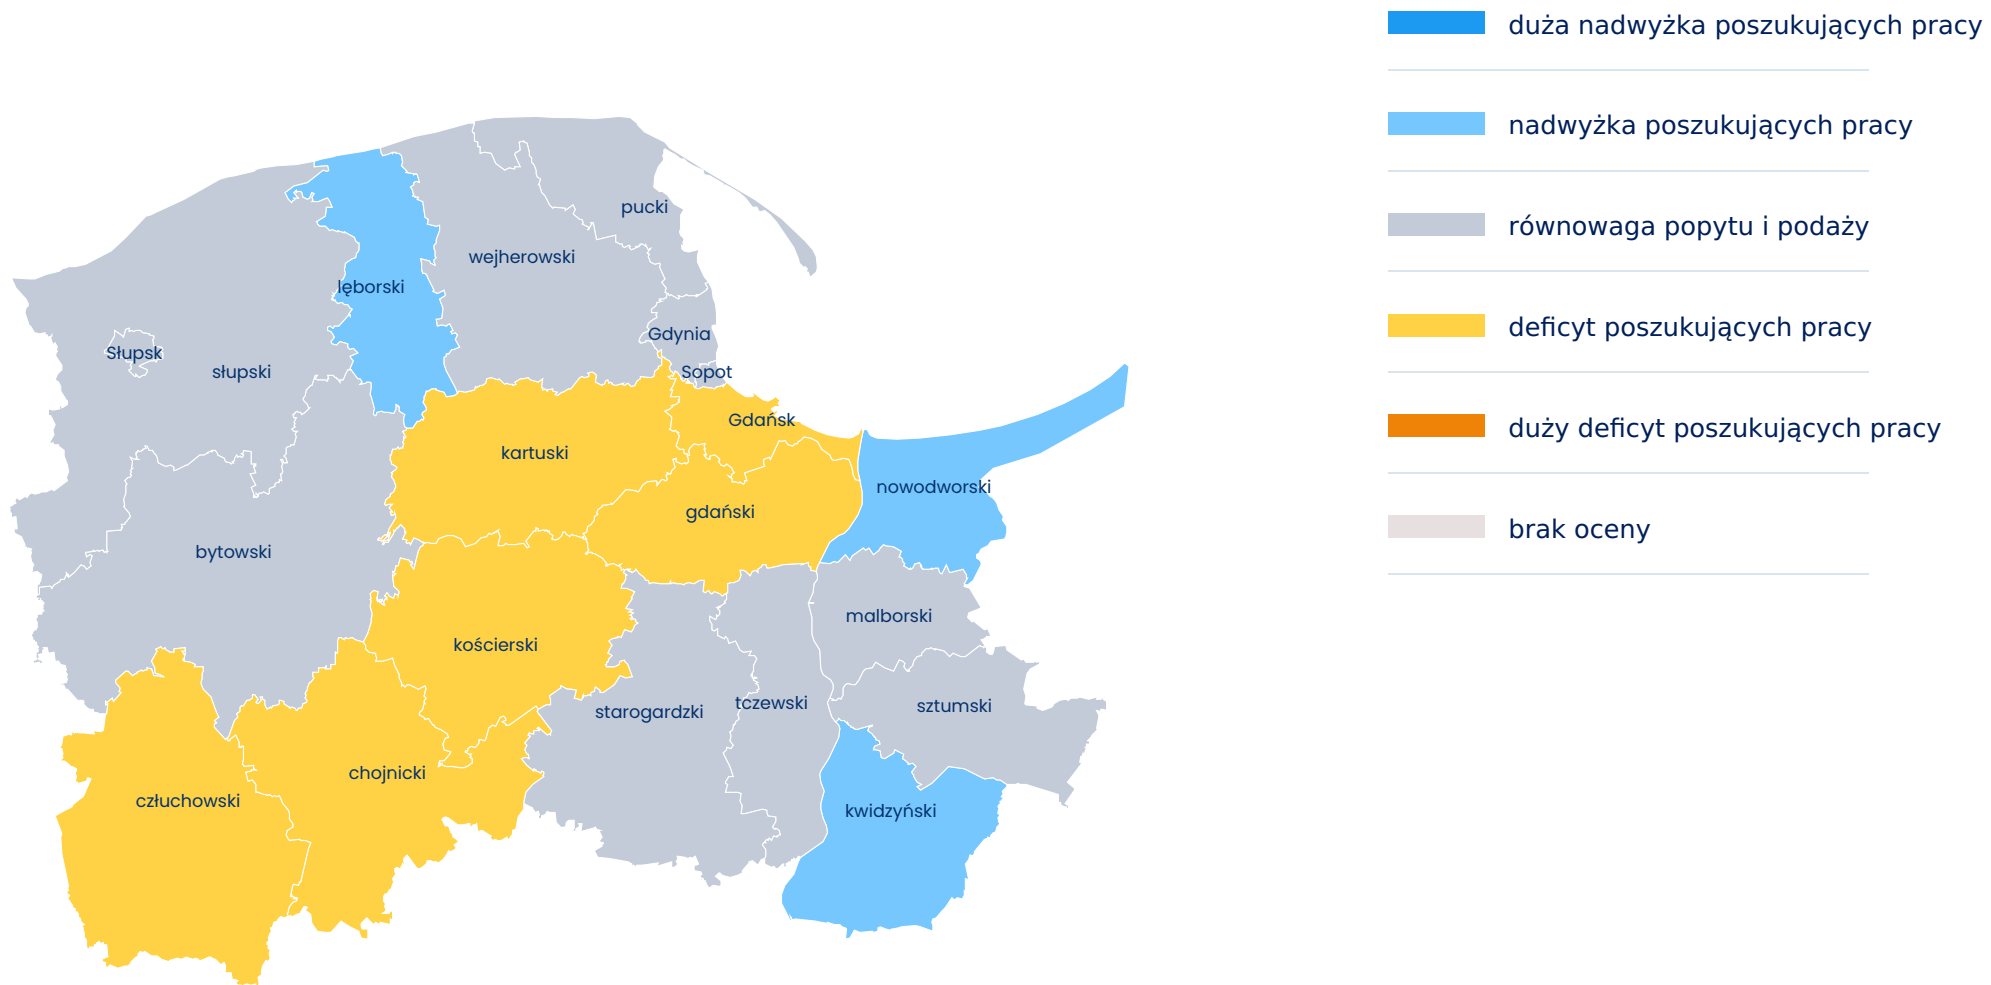 duża nadwyżka poszukujących pracy
nadwyżka poszukujących pracy
równowaga popytu i podaży
deficyt poszukujących pracy
duży deficyt poszukujących pracy
brak oceny
pucki
wejherowski
lęborski
Gdynia
Słupsk
słupski
Sopot
Gdańsk
kartuski
nowodworski
gdański
bytowski
malborski
kościerski
tczewski
sztumski
starogardzki
chojnicki
człuchowski
kwidzyński